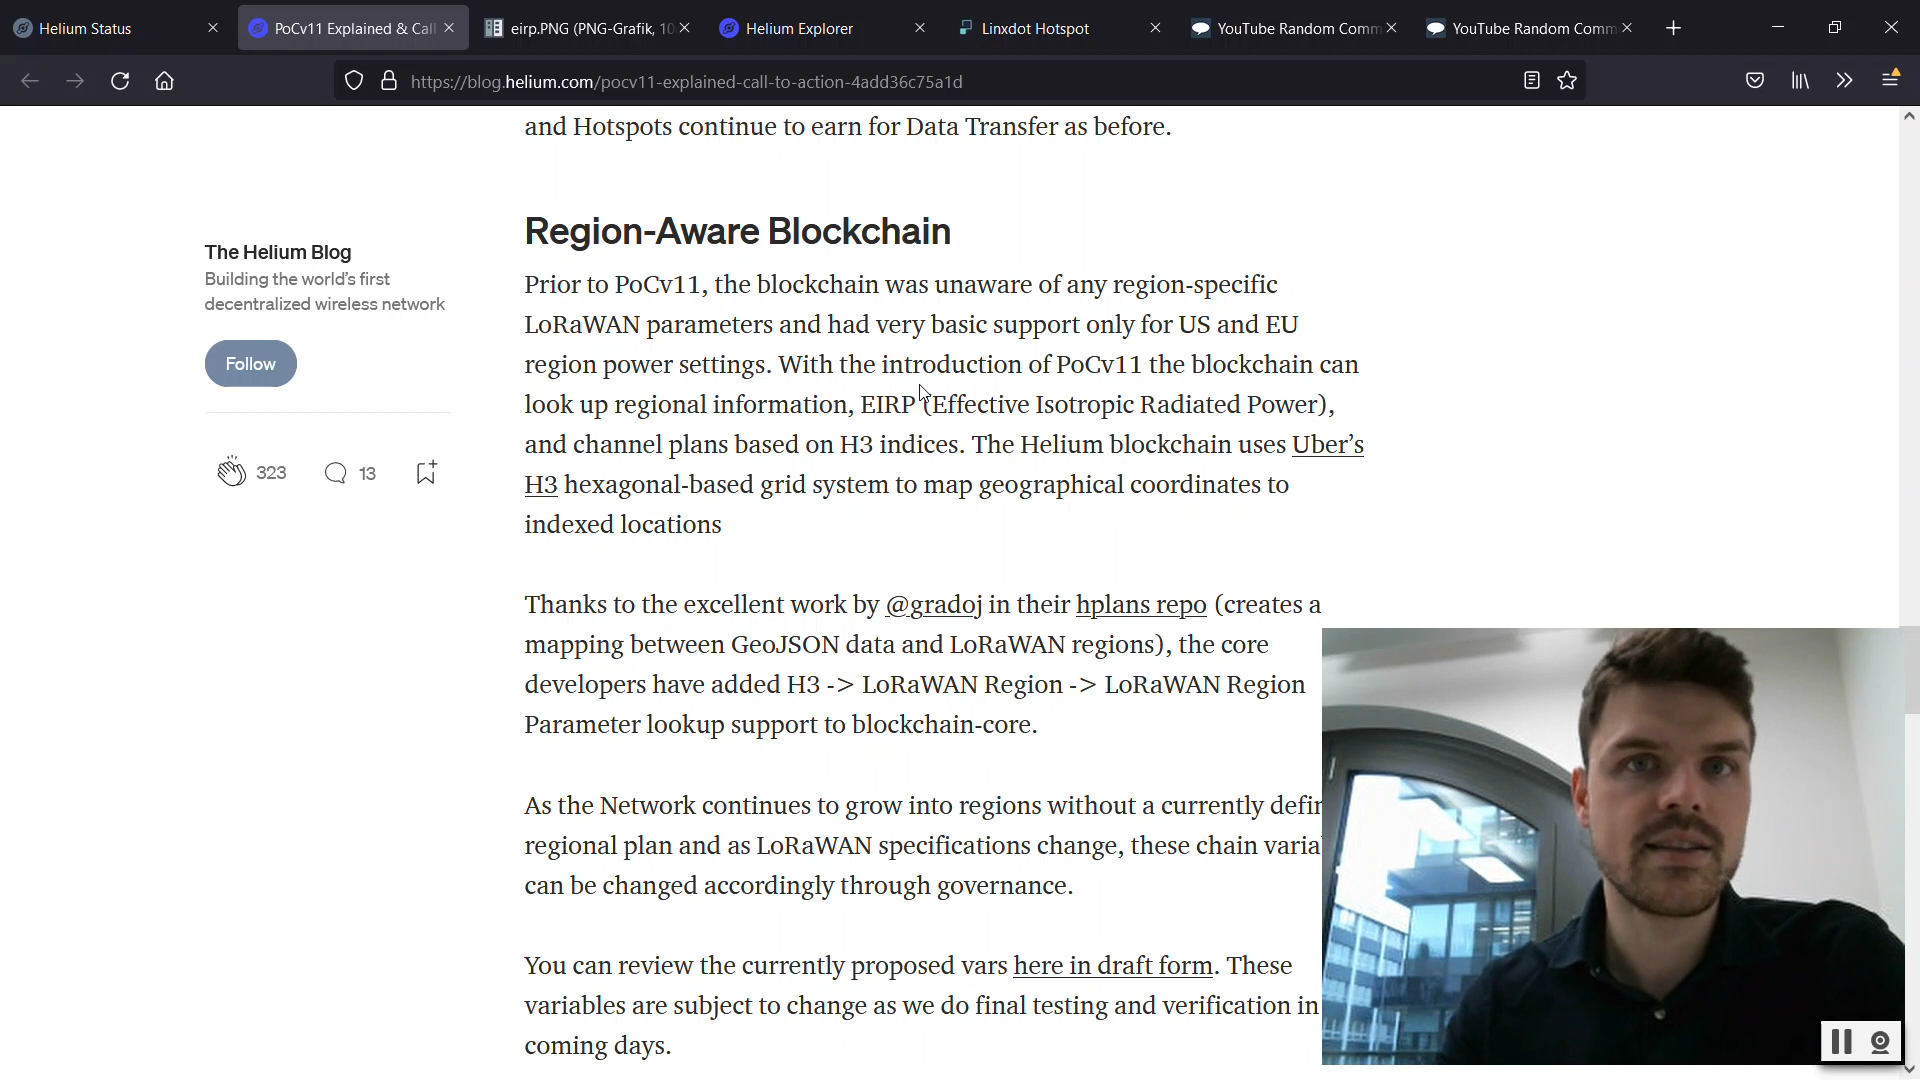 Helium Status
PoCv11 Explained & Call
eirp.PNG (PNG-Grafik, 10
Helium Explorer
Linxdot Hotspot
YouTube Random Comm
YouTube Random Comm
https://blog.helium.com/pocv11-explained-call-to-action-4add36c75a1d
and Hotspots continue to earn for Data Transfer as before.
The Helium Blog
Building the world's first
decentralized wireless network
Follow
323
13
Region-Aware Blockchain
Prior to PoCv11, the blockchain was unaware of any region-specific
LoRaWAN parameters and had very basic support only for US and EU
region power settings. With the introduction of PoCv11 the blockchain can
look up regional information, EIRP (Effective Isotropic Radiated Power),
and channel plans based on H3 indices. The Helium blockchain uses Uber's
H3 hexagonal-based grid system to map geographical coordinates to
indexed locations
Thanks to the excellent work by @gradoj in their hplans repo (creates a
mapping between GeoJSON data and LoRaWAN regions), the core
developers have added H3 -> LoRaWAN Region -> LoRaWAN Region
Parameter lookup support to blockchain-core.
As the Network continues to grow into regions without a currently defin
regional plan and as LoRaWAN specifications change, these chain varia
can be changed accordingly through governance.
You can review the currently proposed vars here in draft form. These
variables are subject to change as we do final testing and verification in
coming days.